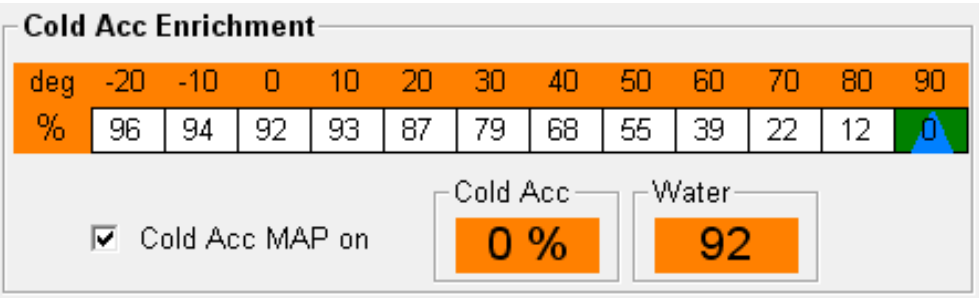 Cold Acc Enrichment
deg -20 -10 0 10 20 30 40 50 60 70 80 90
% 96 94 92 93 87 79 68 55 39 22 12 0
Cold Acc Water
Cold Acc MAP on 0 % 92